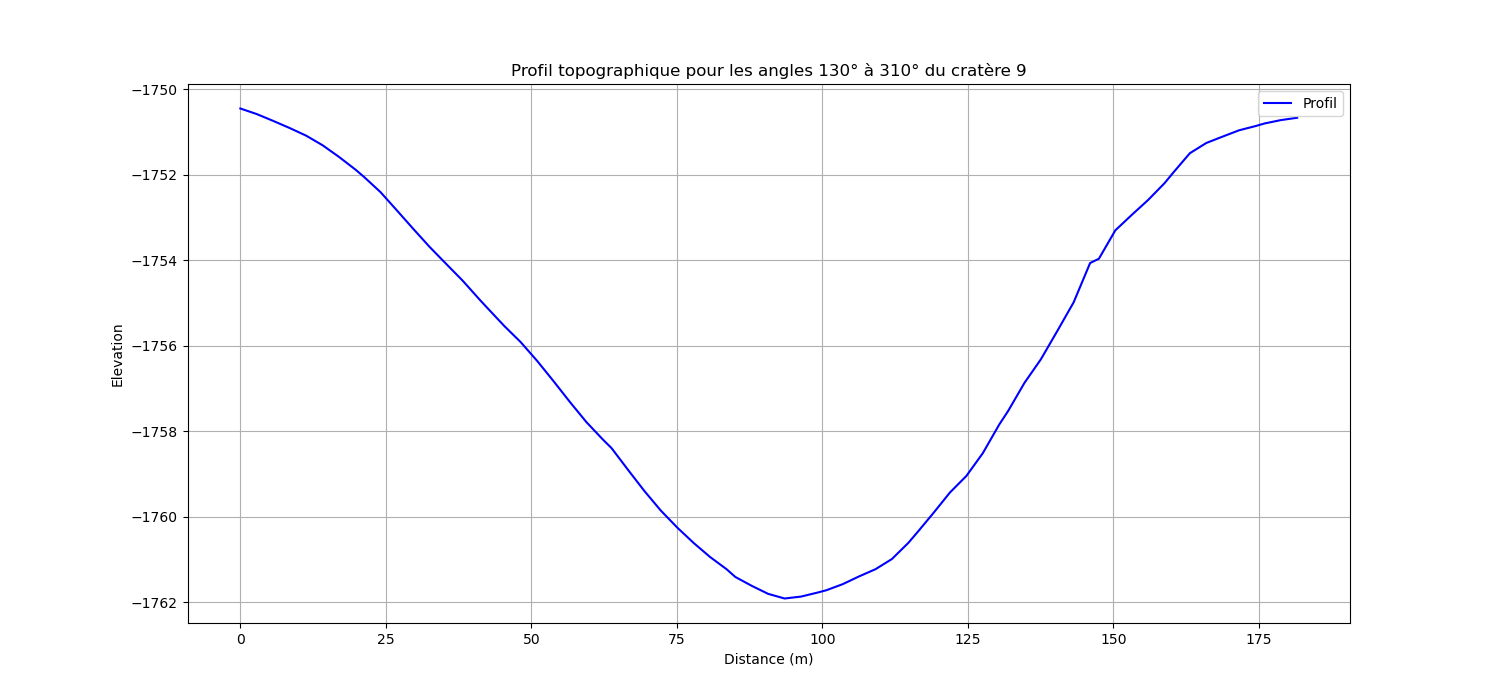 Profil topographique pour les angles 130° à 310° du cratère 9
Profil
−1750
−1752
−1754
−1756
−1758
−1760
−1762
Elevation
0 25 50 75 100 125 150 175
Distance (m)